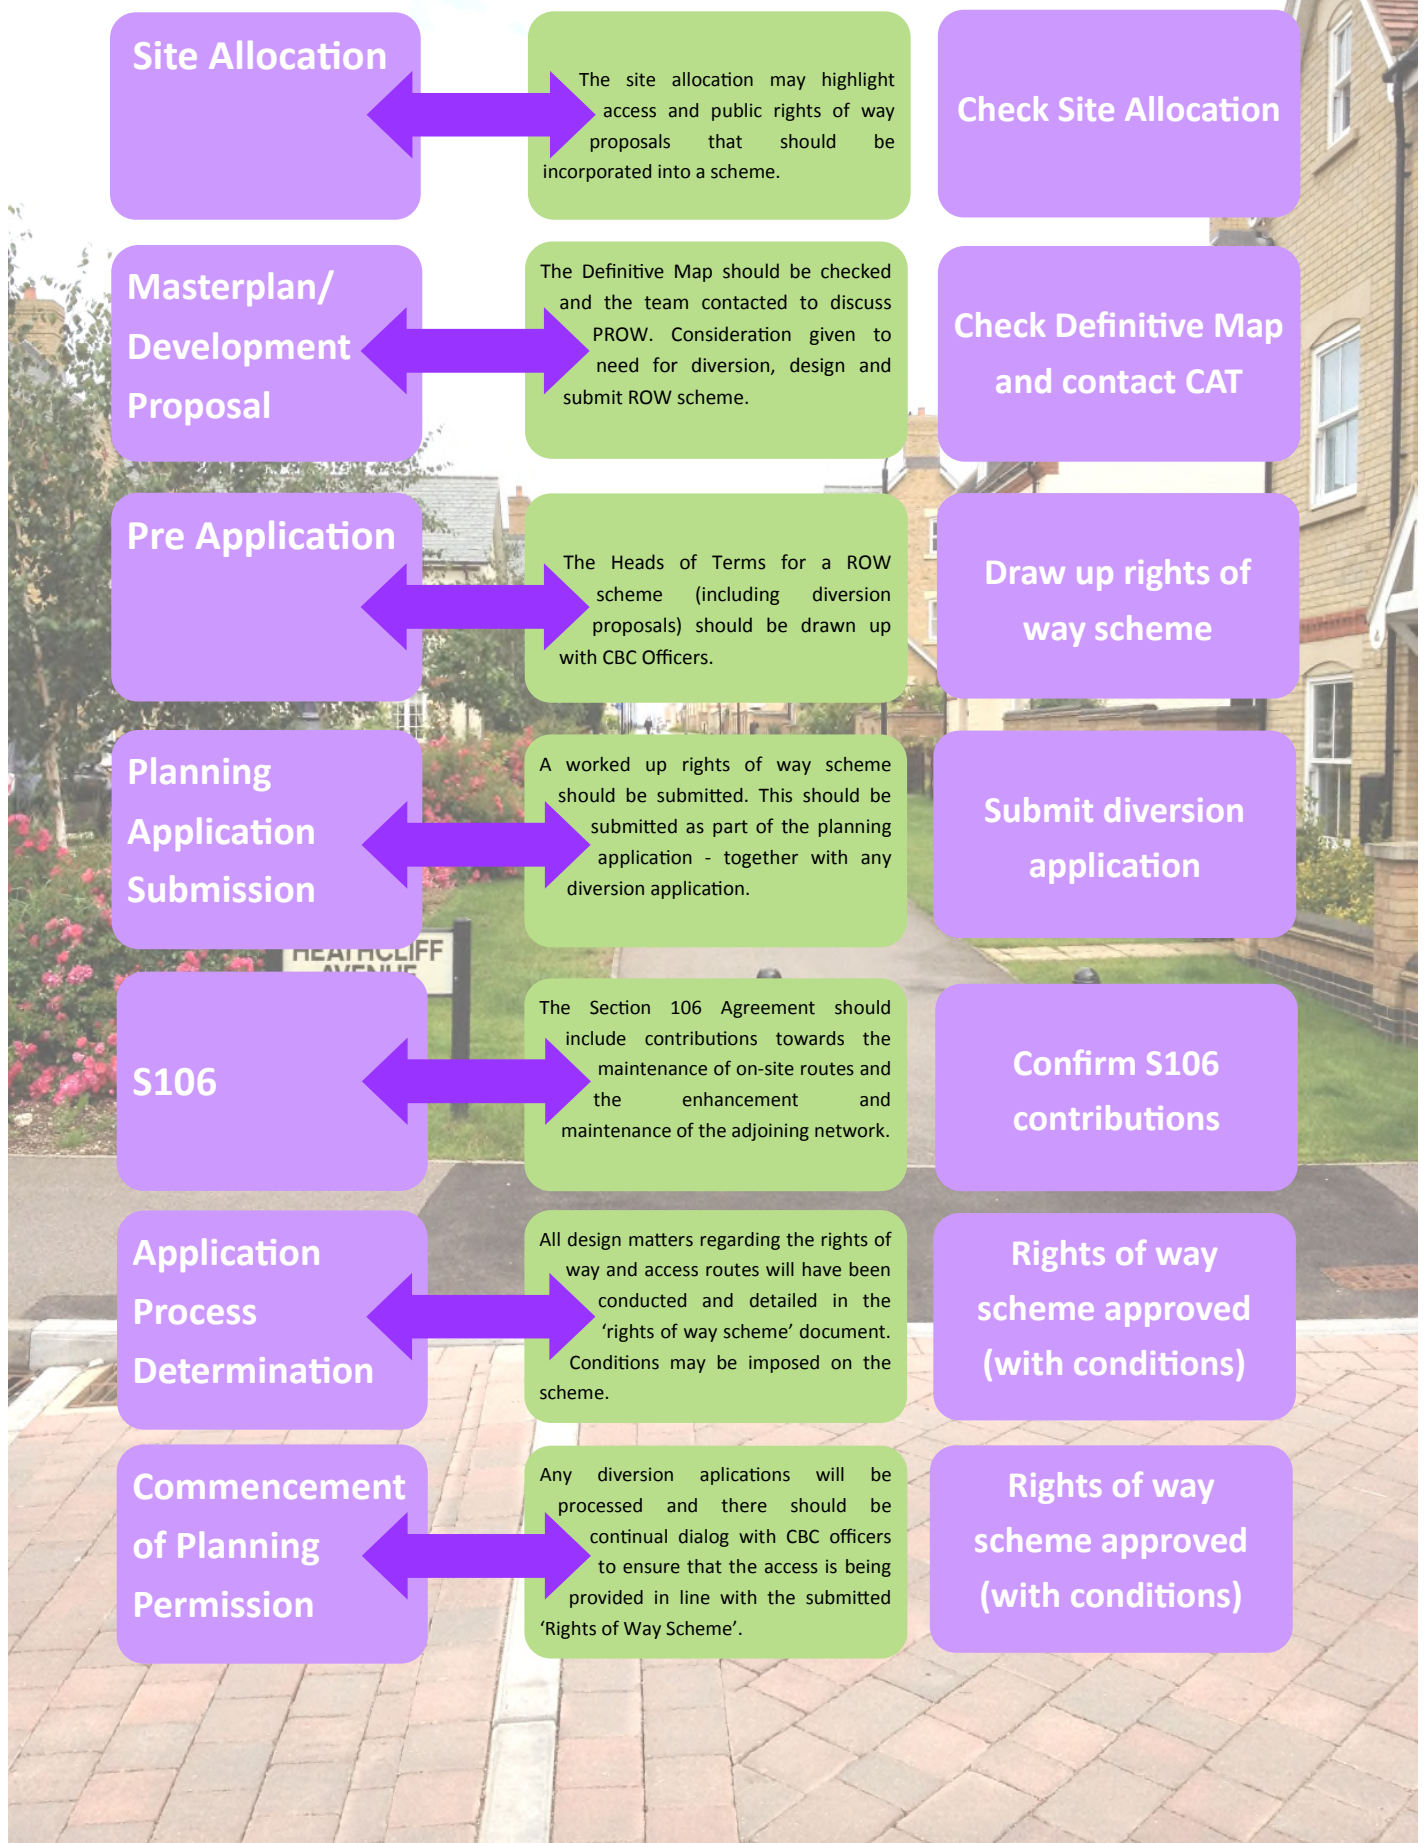 Site Allocation
The site allocation may highlight
access and public rights of way
proposals that should be
incorporated into a scheme.
Check Site Allocation
Masterplan/
Development
Proposal
The Definitive Map should be checked
and the team contacted to discuss
PROW. Consideration given to
need for diversion, design and
submit ROW scheme.
Check Definitive Map
and contact CAT
Pre Application
The Heads of Terms for a ROW
scheme (including diversion
proposals) should be drawn up
with CBC Officers.
Draw up rights of
way scheme
Planning
Application
Submission
A worked up rights of way scheme
should be submitted. This should be
submitted as part of the planning
application - together with any
diversion application.
Submit diversion
application
HEATHCLIFF
AVENUE
S106
The Section 106 Agreement should
include contributions towards the
maintenance of on-site routes and
the enhancement and
maintenance of the adjoining network.
Confirm S106
contributions
Application
Process
Determination
All design matters regarding the rights of
way and access routes will have been
conducted and detailed in the
‘rights of way scheme’ document.
Conditions may be imposed on the
scheme.
Rights of way
scheme approved
(with conditions)
Commencement
of Planning
Permission
Any diversion aplications will be
processed and there should be
continual dialog with CBC officers
to ensure that the access is being
provided in line with the submitted
‘Rights of Way Scheme’.
Rights of way
scheme approved
(with conditions)